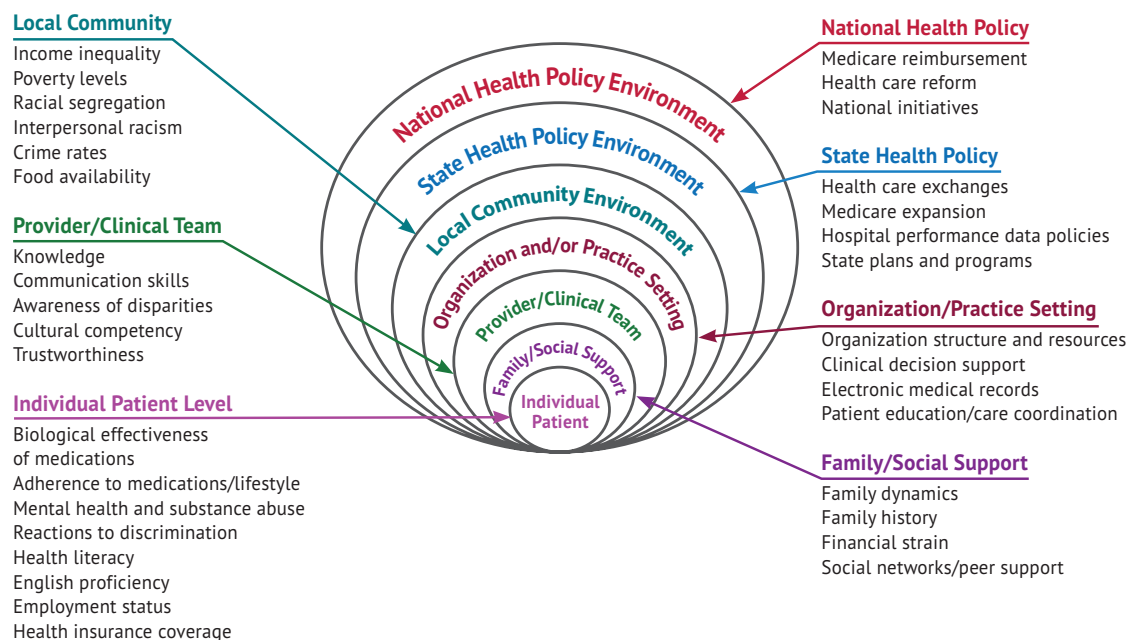 Local Community
Income inequality
Poverty levels
Racial segregation
Interpersonal racism
Crime rates
Food availability
Provider/Clinical Team
Knowledge
Communication skills
Awareness of disparities
Cultural competency
Trustworthiness
Individual Patient Level
Biological effectiveness
of medications
Adherence to medications/lifestyle
Mental health and substance abuse
Reactions to discrimination
Health literacy
English proficiency
Employment status
Health insurance coverage
National Health Policy Environment
State Health Policy Environment
Local Community Environment
Organization and/or Practice Setting
Provider/Clinical Team
Family/Social Support
Individual
Patient
National Health Policy
Medicare reimbursement
Health care reform
National initiatives
State Health Policy
Health care exchanges
Medicare expansion
Hospital performance data policies
State plans and programs
Organization/Practice Setting
Organization structure and resources
Clinical decision support
Electronic medical records
Patient education/care coordination
Family/Social Support
Family dynamics
Family history
Financial strain
Social networks/peer support